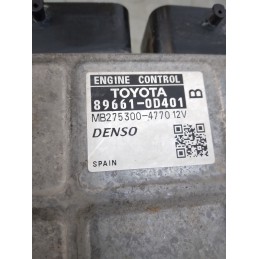 ENGINE CONTROL
TOYOTA
89661-0D401 B
MB275300-4770 12V
DENSO
SPAIN